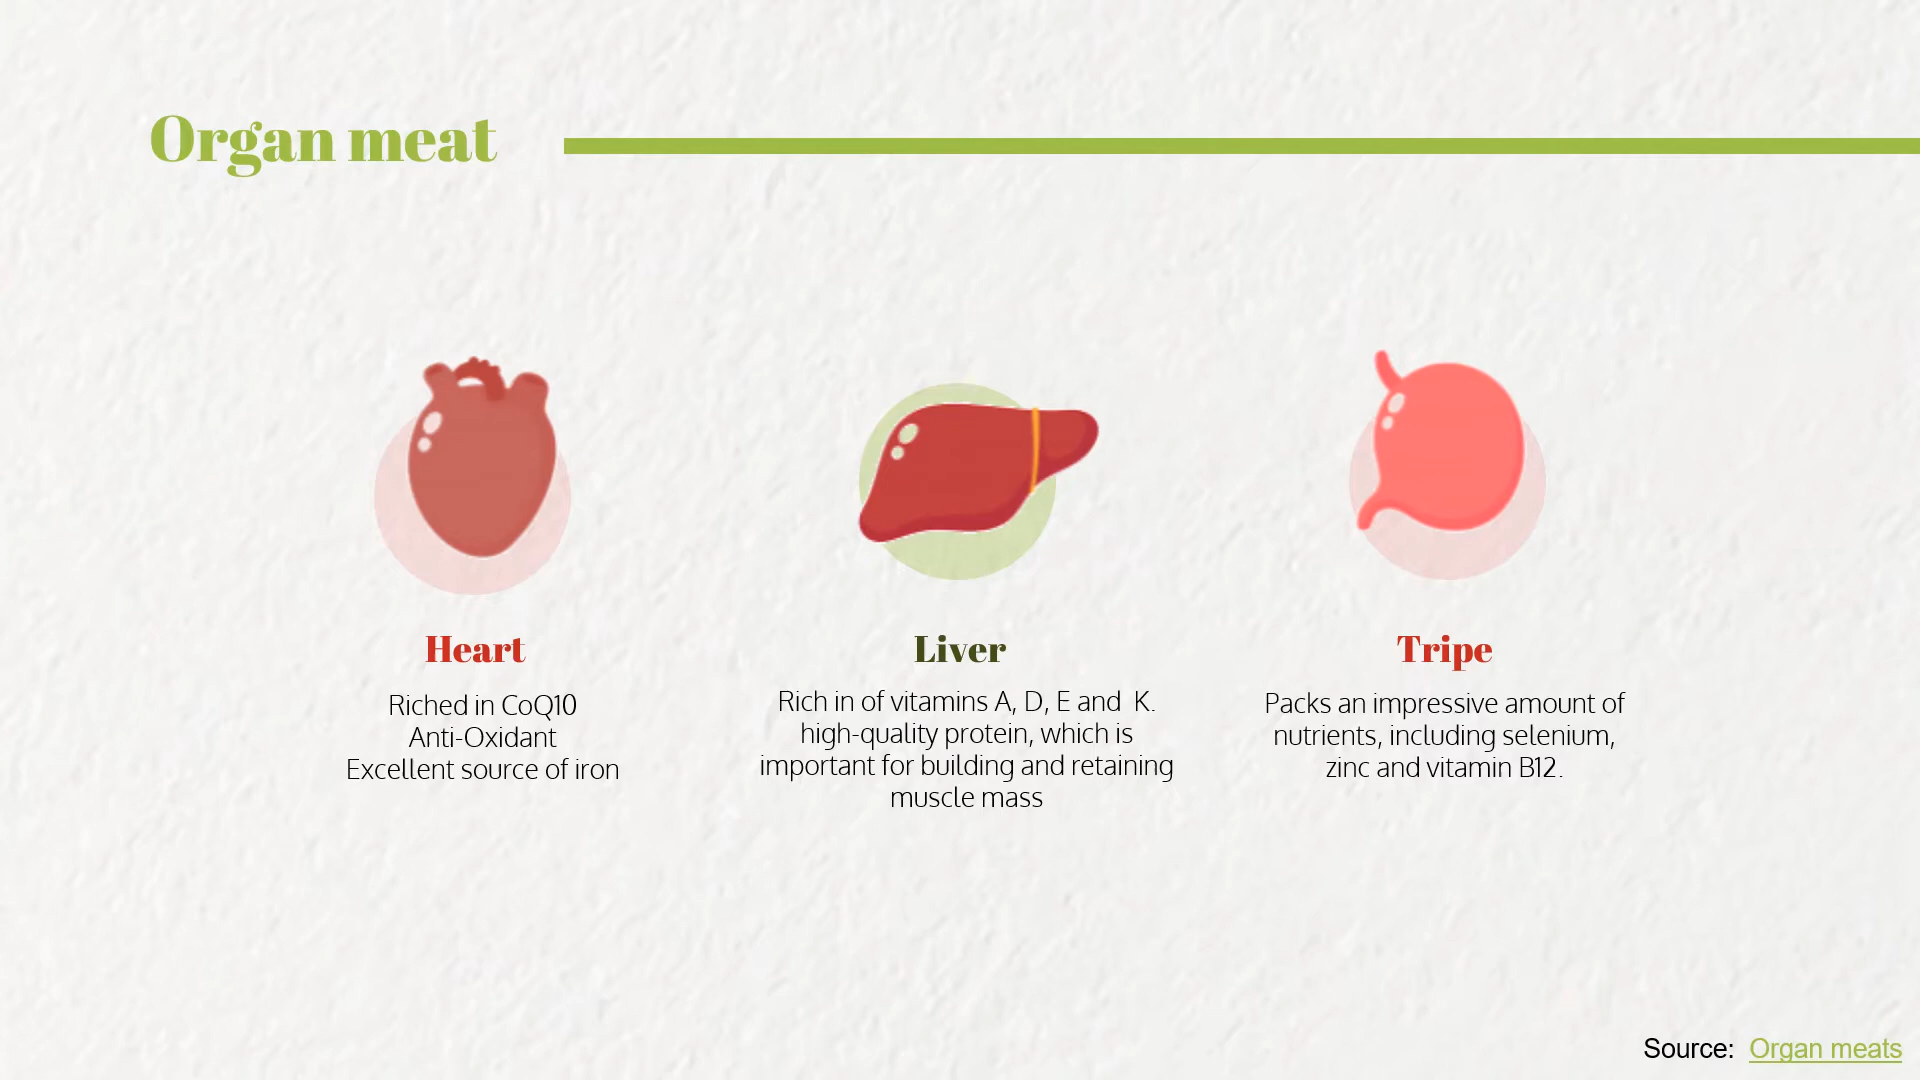 Organ meat
Heart
Riched in CoQ10
Anti-Oxidant
Excellent source of iron
Liver
Rich in of vitamins A, D, E and  K.
high-quality protein, which is
important for building and retaining
muscle mass
Tripe
Packs an impressive amount of
nutrients, including selenium,
zinc and vitamin B12.
Source:  Organ meats